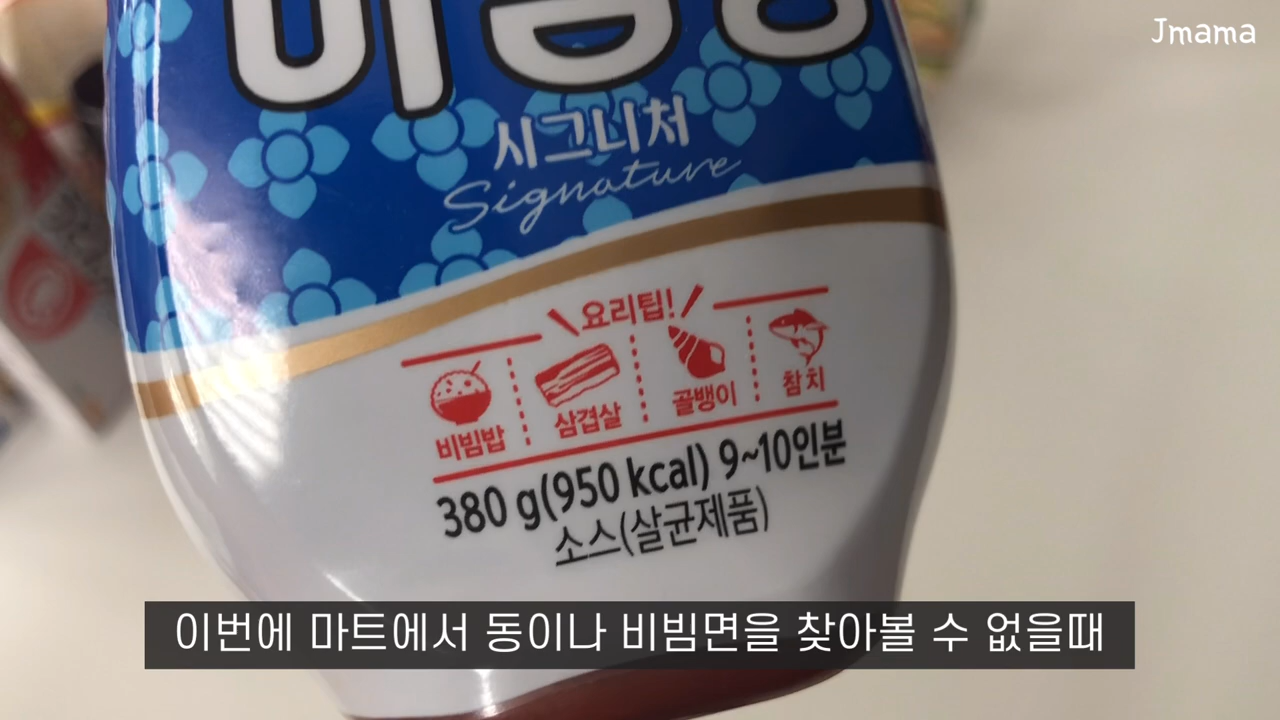 Jmama
시그니처
Signature
요리팁!
비빔밥 삼겹살 골뱅이 참치
380 g(950 kcal) 9~10인분
소스(살균제품)
이번에 마트에서 동이나 비빔면을 찾아볼 수 없을때